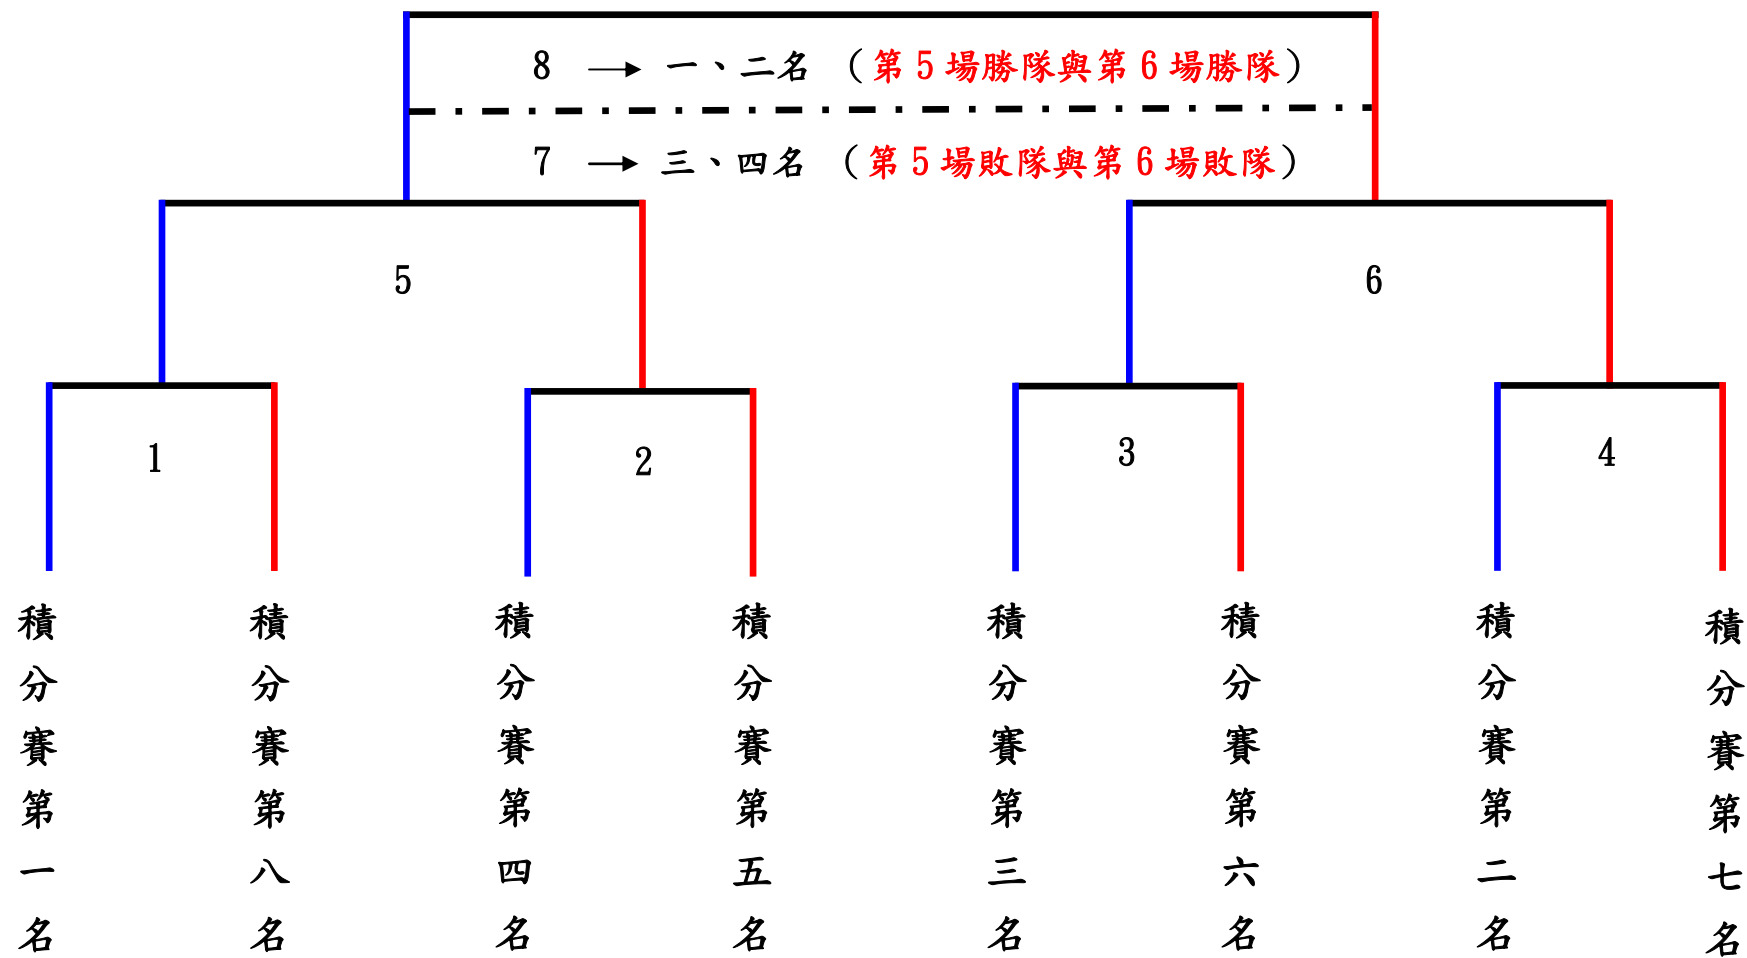 8 → 一、二名 （第5場勝隊與第6場勝隊）
7 → 三、四名 （第5場敗隊與第6場敗隊）
5
6
1
2
3
4
積分賽第一名
積分賽第八名
積分賽第四名
積分賽第五名
積分賽第三名
積分賽第六名
積分賽第二名
積分賽第七名